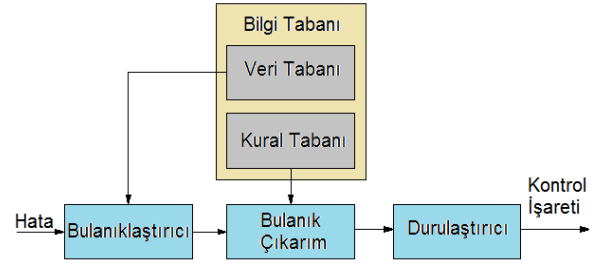 Bilgi Tabanı
Veri Tabanı
Kural Tabanı
Hata
Bulanıklaştırıcı
Bulanık
Çıkarım
Durulaştırıcı
Kontrol
İşareti